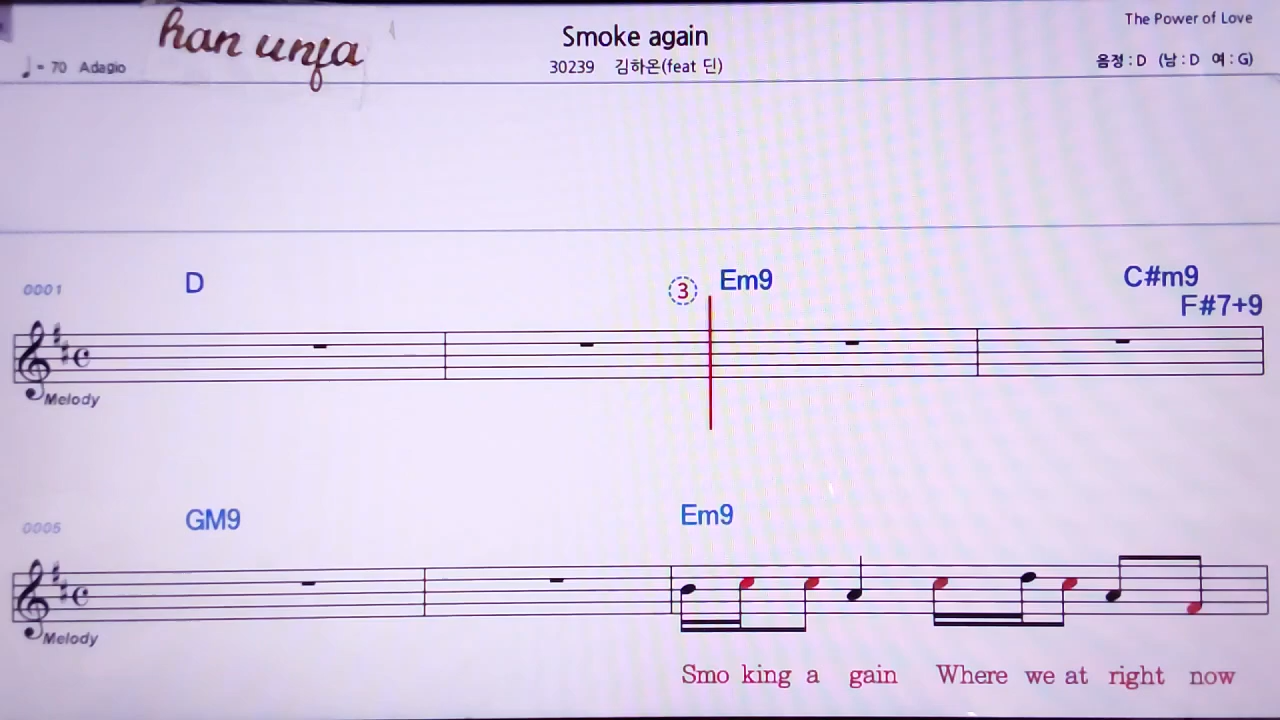 han unfa
♩= 70 Adagio
Smoke again
30239 김하온(feat 딘)
The Power of Love
음정 : D (남 : D 여 : G)
0001
D
3
Em9
C#m9
F#7+9
Melody
0005
GM9
Em9
Melody
Smo king a gain Where we at right now